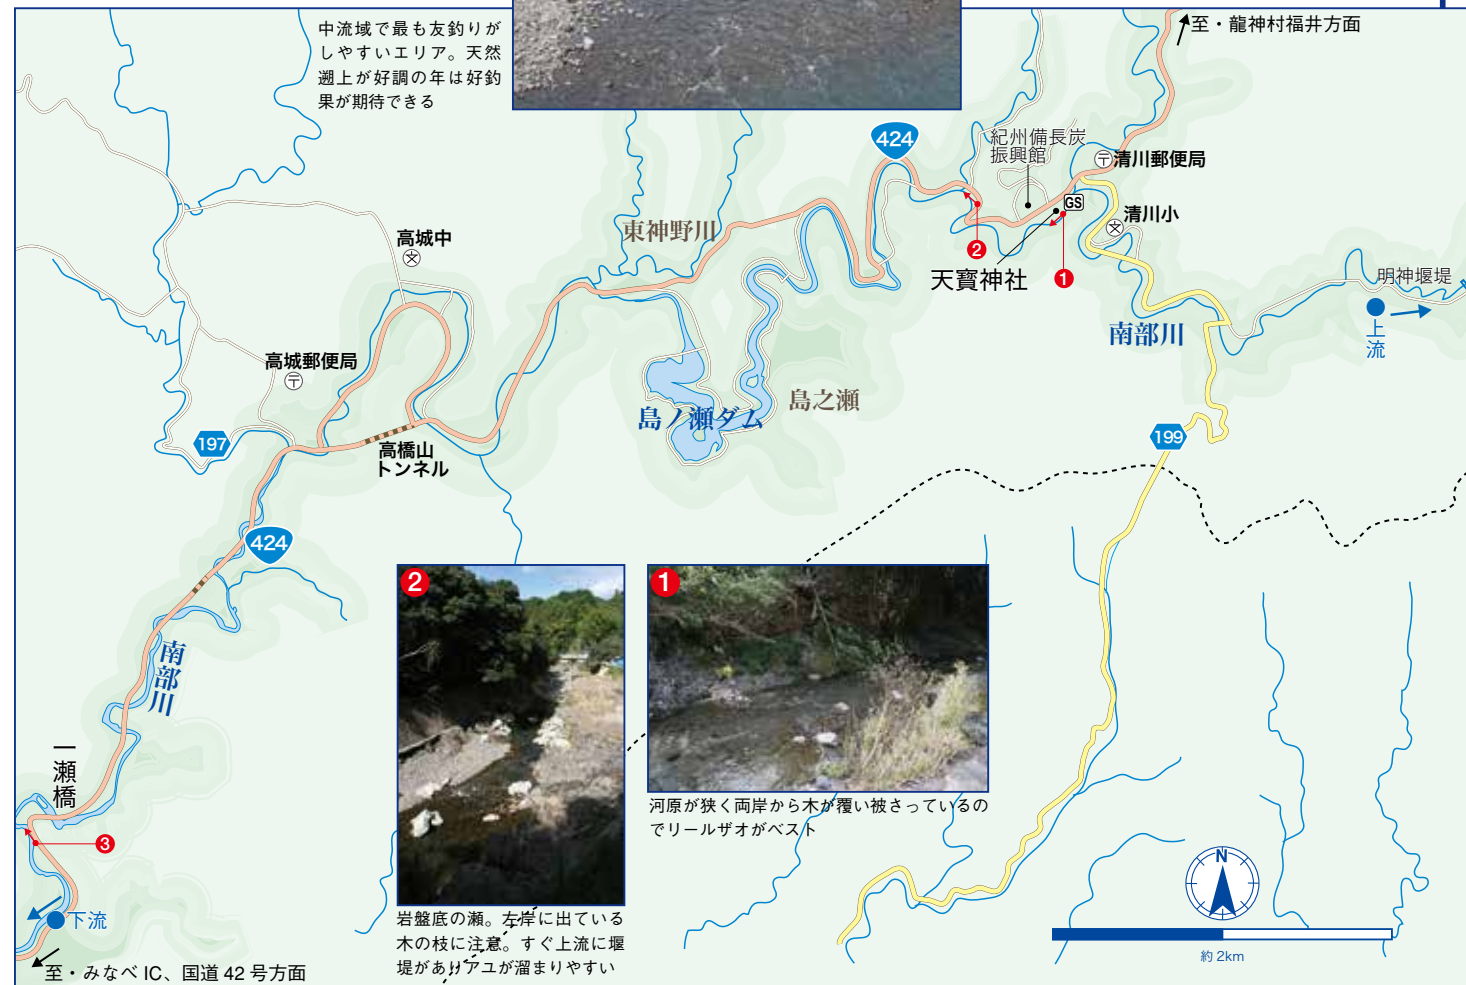 中流域で最も友釣りが
しやすいエリア。天然
遡上が好調の年は好釣
果が期待できる
至・龍神村福井方面
424
紀州備長炭
振興館
清川郵便局
GS
清川小
文
2
1
天寳神社
東神野川
高城中
文
明神堰堤
上流
南部川
高城郵便局
島ノ瀬ダム
島之瀬
197
199
高橋山
トンネル
424
南部川
一瀬橋
3
下流
至・みなべ IC、国道 42 号方面
2
岩盤底の瀬。左岸に出ている
木の枝に注意。すぐ上流に堰
堤がありアユが溜まりやすい
1
河原が狭く両岸から木が覆い被さっているの
でリールザオがベスト
N
約 2km